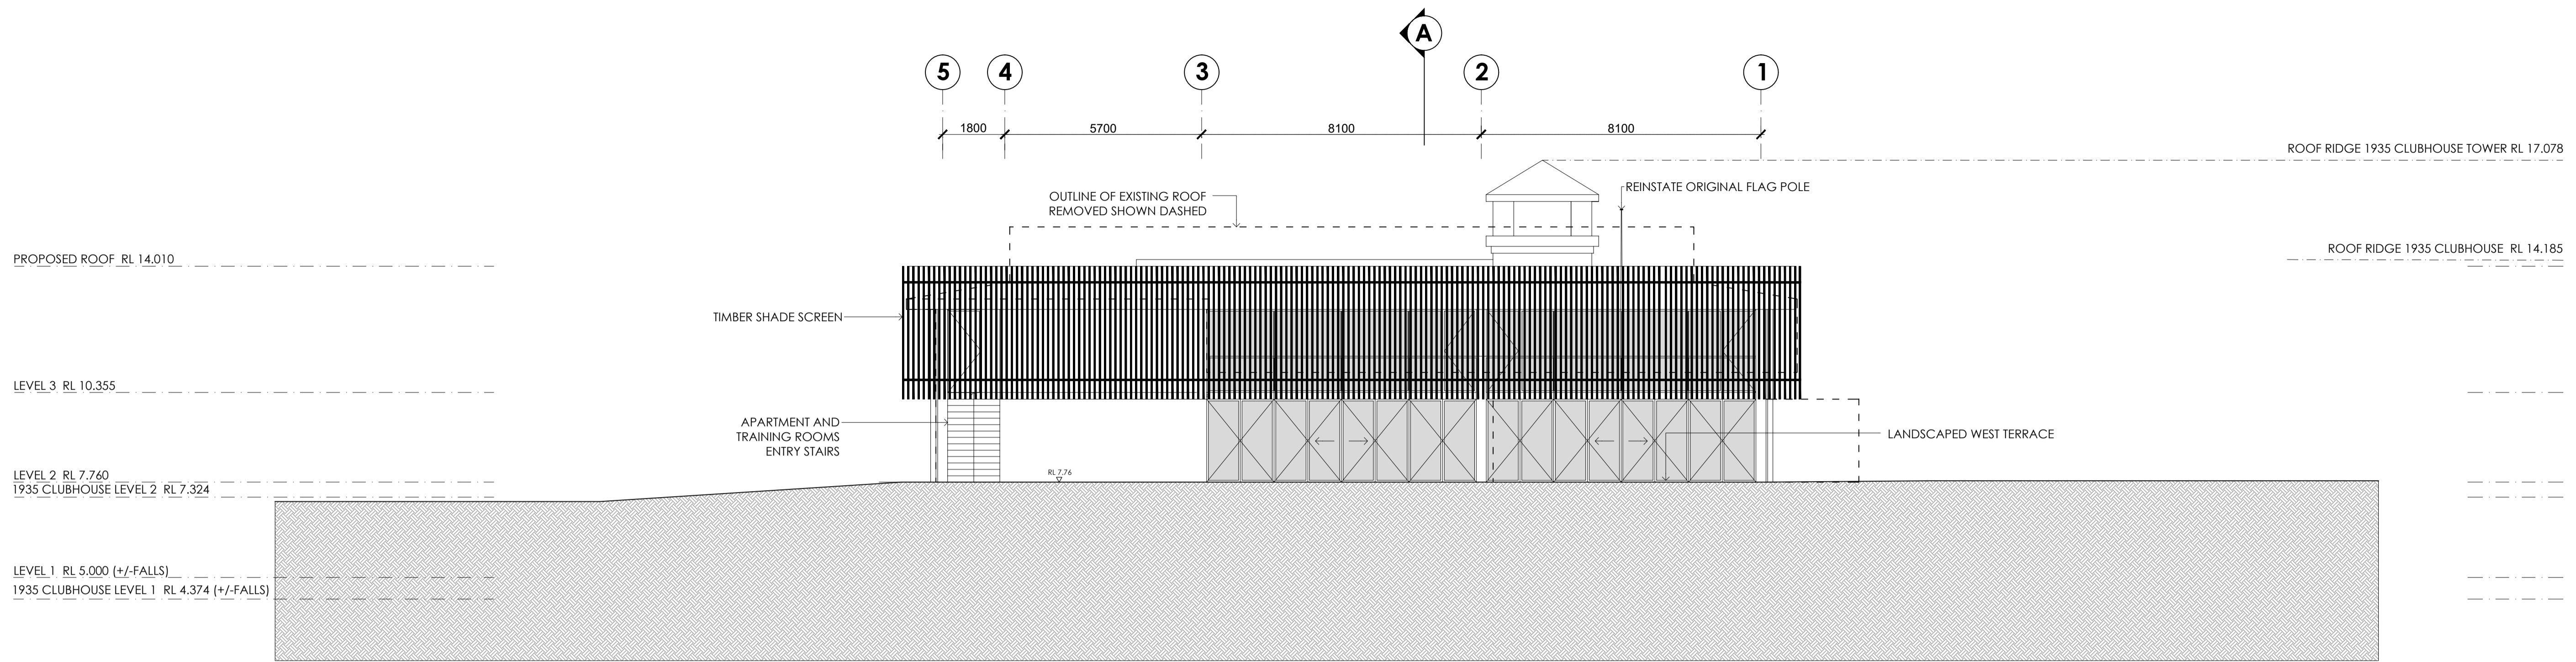 A
5 4 3 2 1
1800 5700 8100 8100
ROOF RIDGE 1935 CLUBHOUSE TOWER RL 17.078
OUTLINE OF EXISTING ROOF
REMOVED SHOWN DASHED
REINSTATE ORIGINAL FLAG POLE
PROPOSED ROOF RL 14.010
ROOF RIDGE 1935 CLUBHOUSE RL 14.185
TIMBER SHADE SCREEN
LEVEL 3 RL 10.355
APARTMENT AND
TRAINING ROOMS
ENTRY STAIRS
LANDSCAPED WEST TERRACE
LEVEL 2 RL 7.760
RL 7.76
1935 CLUBHOUSE LEVEL 2 RL 7.324
LEVEL 1 RL 5.000 (+/-FALLS)
1935 CLUBHOUSE LEVEL 1 RL 4.374 (+/-FALLS)